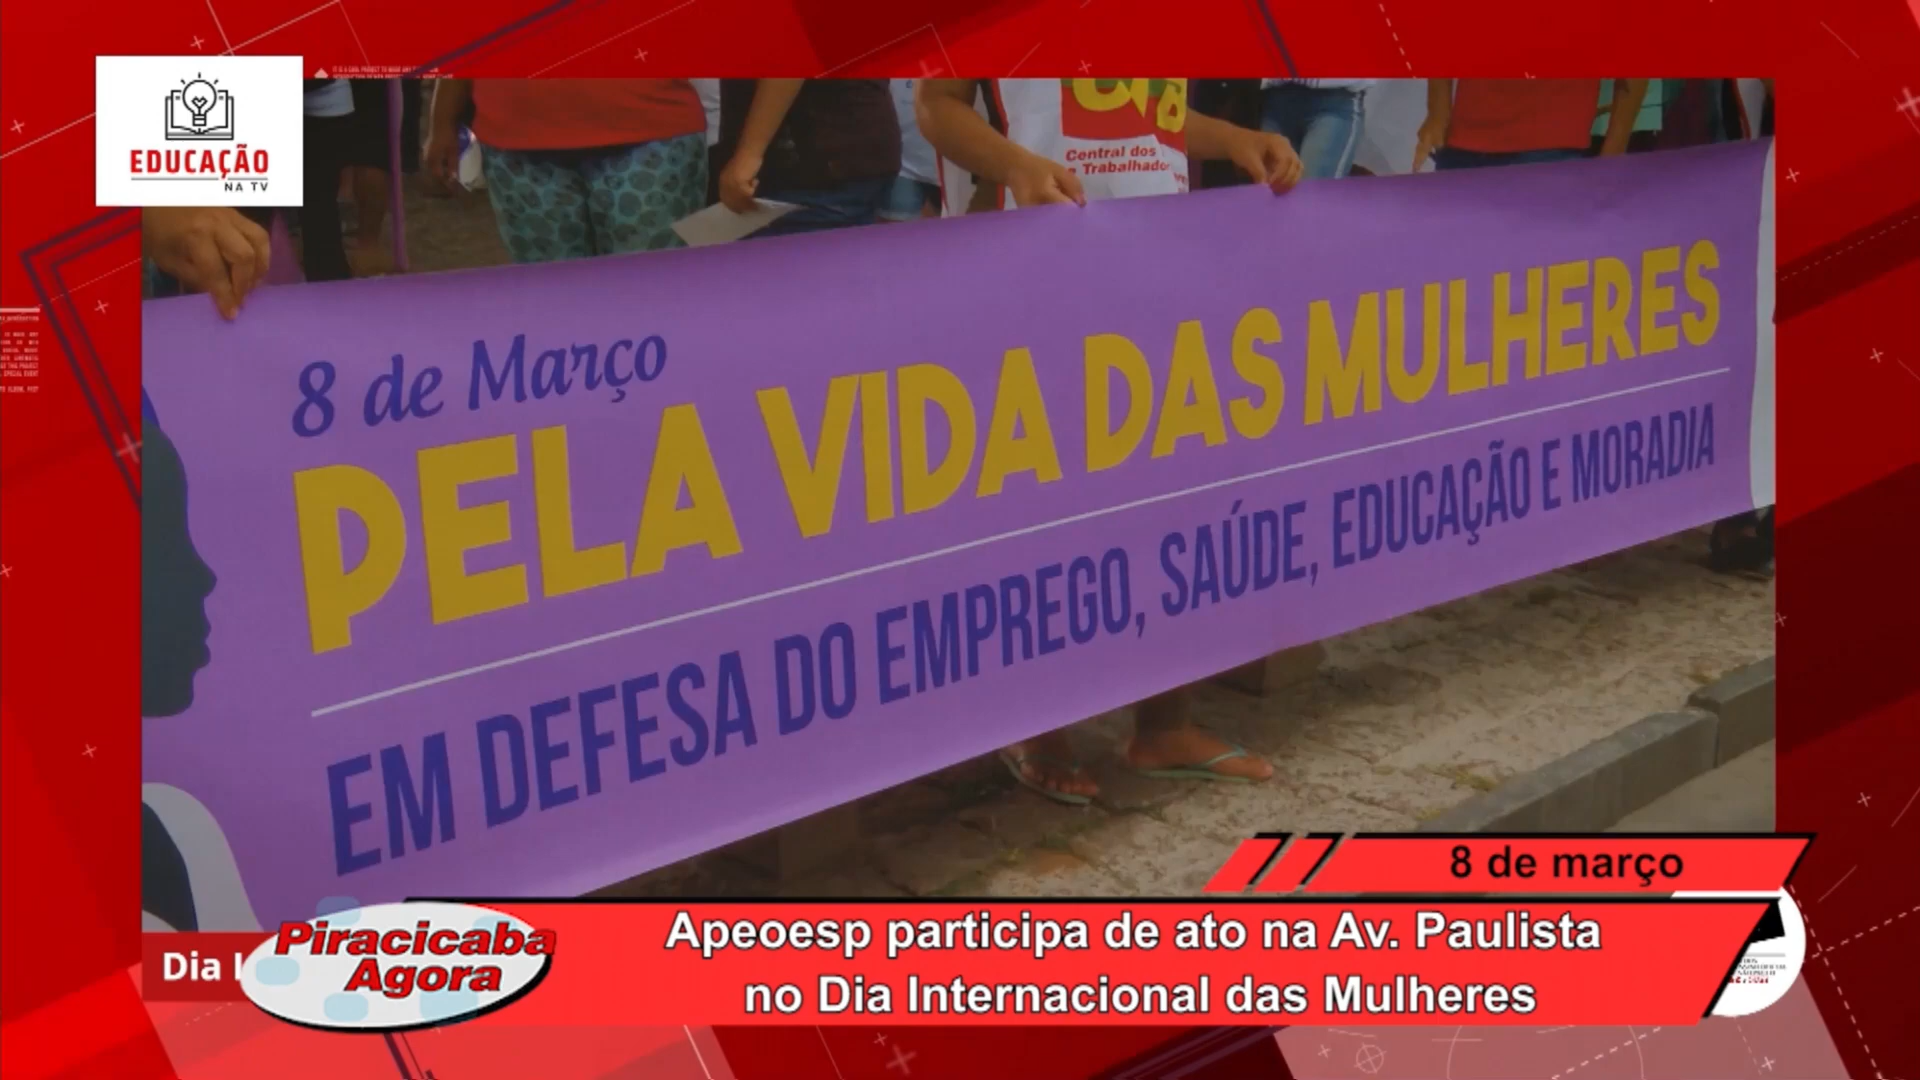 EDUCAÇÃO
NA TV
Central dos
Trabalhado
8 de Março
PELA VIDA DAS MULHERES
EM DEFESA DO EMPREGO, SAÚDE, EDUCAÇÃO E MORADIA
8 de março
Dia
Piracicaba
Agora
Apeoesp participa de ato na Av. Paulista
no Dia Internacional das Mulheres